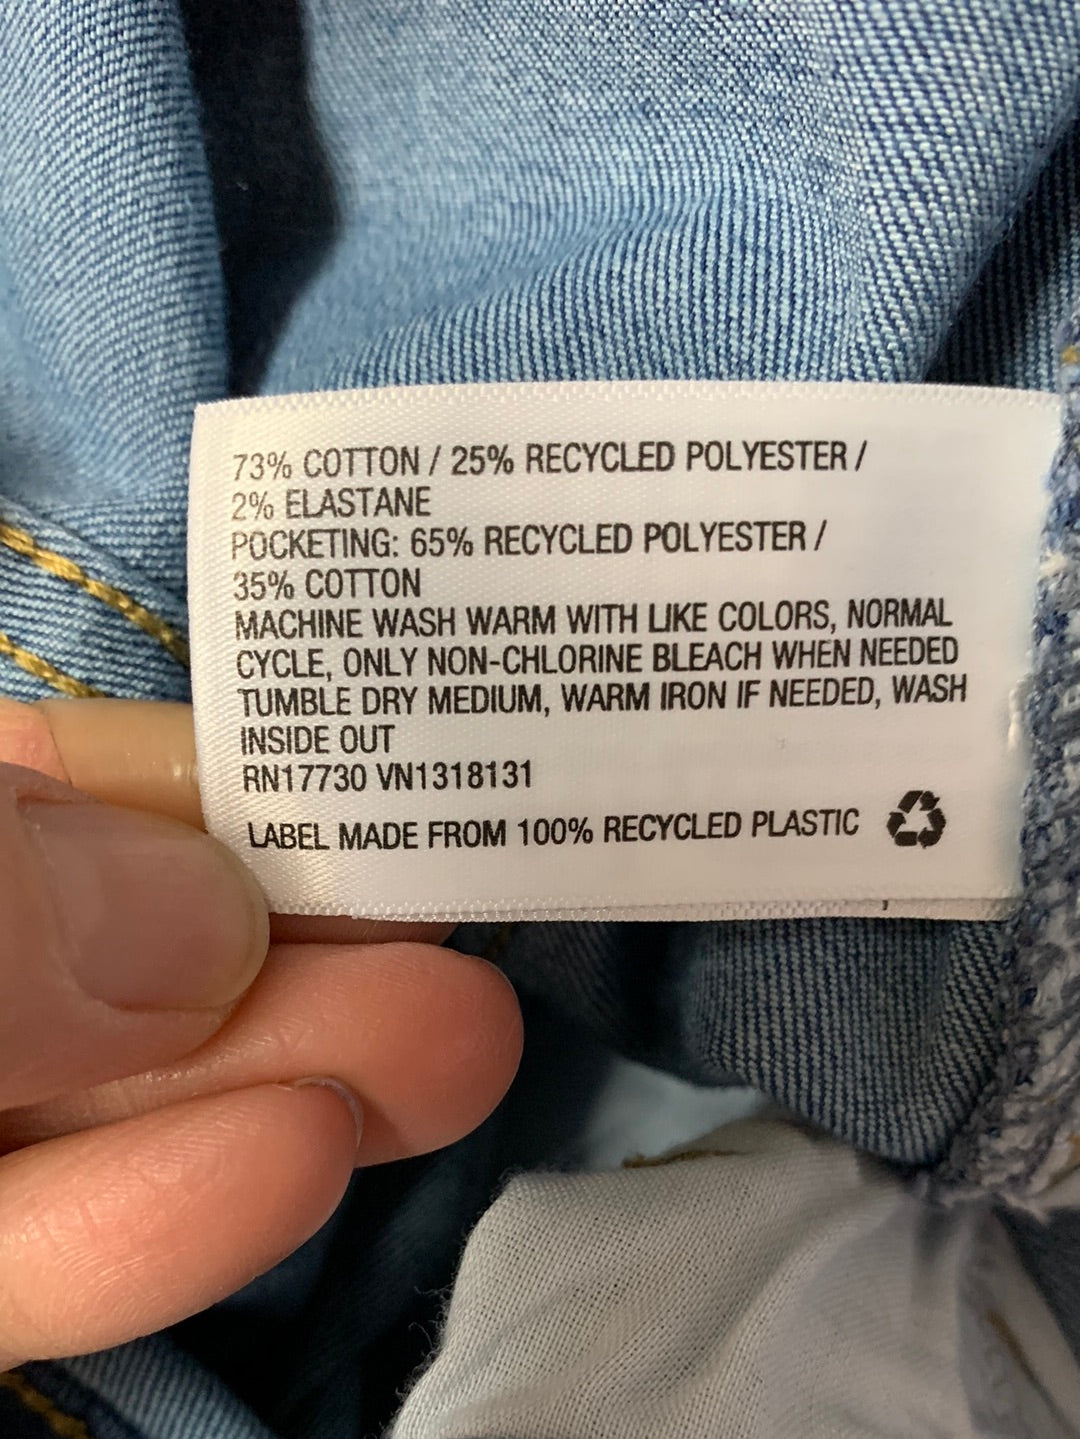 73% COTTON / 25% RECYCLED POLYESTER /
2% ELASTANE
POCKETING: 65% RECYCLED POLYESTER /
35% COTTON
MACHINE WASH WARM WITH LIKE COLORS, NORMAL
CYCLE, ONLY NON-CHLORINE BLEACH WHEN NEEDED
TUMBLE DRY MEDIUM, WARM IRON IF NEEDED, WASH
INSIDE OUT
RN17730 VN1318131
LABEL MADE FROM 100% RECYCLED PLASTIC